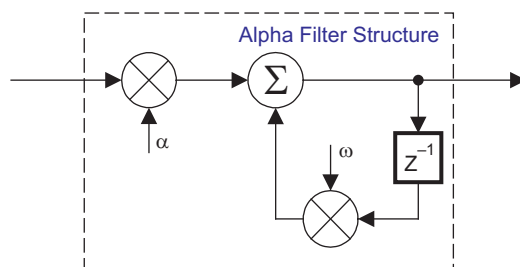 Alpha Filter Structure
Σ
α
ω
Z⁻¹